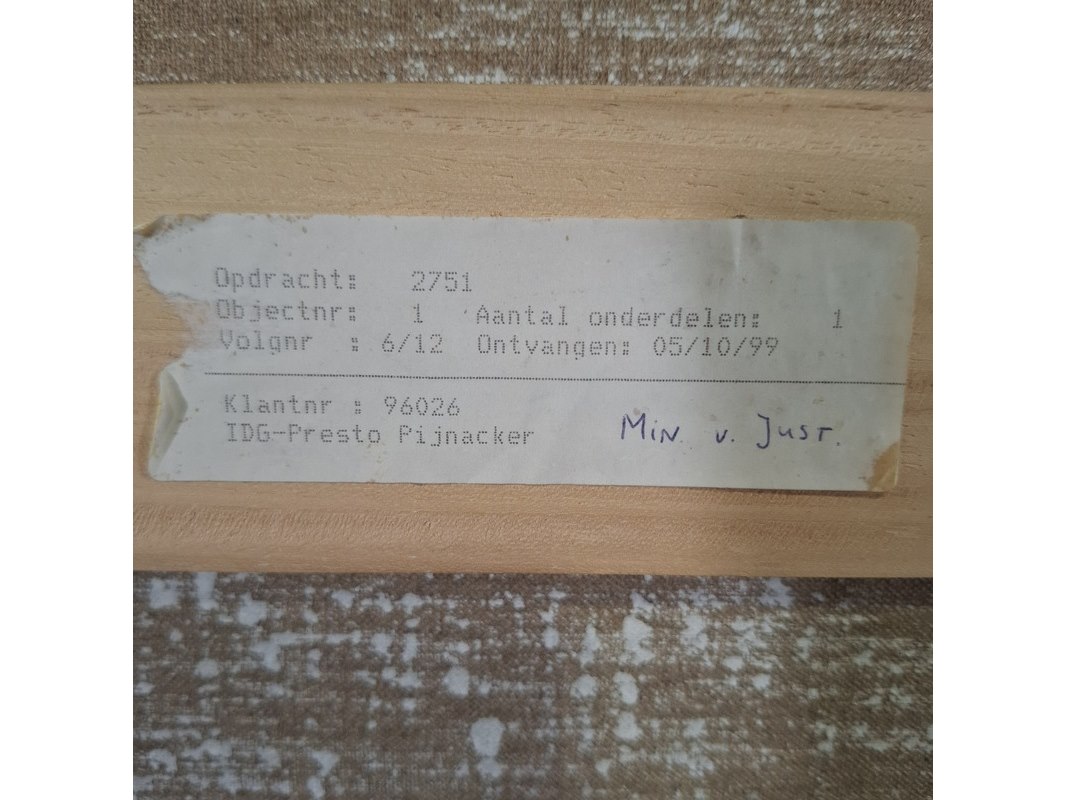 Opdracht: 2751
Objectnr: 1 Aantal onderdelen: 1
Volgnr : 6/12 Ontvangen: 05/10/99
Klantnr : 96026
IDG-Presto Pijnacker Min. v. Just.